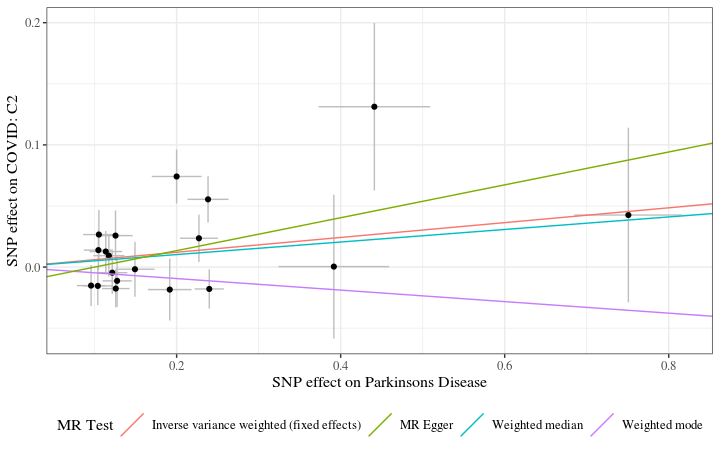 0.2
0.1
0.0
SNP effect on COVID: C2
0.2 0.4 0.6 0.8
SNP effect on Parkinsons Disease
MR Test Inverse variance weighted (fixed effects) MR Egger Weighted median Weighted mode